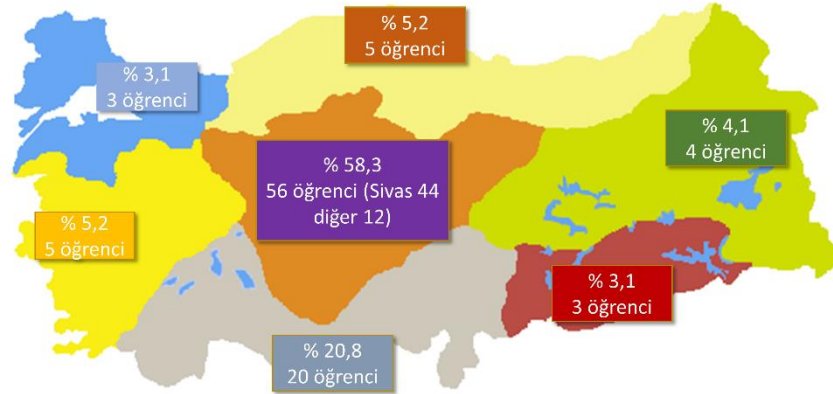 % 5,2
5 öğrenci
% 3,1
3 öğrenci
% 4,1
4 öğrenci
% 58,3
56 öğrenci (Sivas 44
diğer 12)
% 5,2
5 öğrenci
% 3,1
3 öğrenci
% 20,8
20 öğrenci